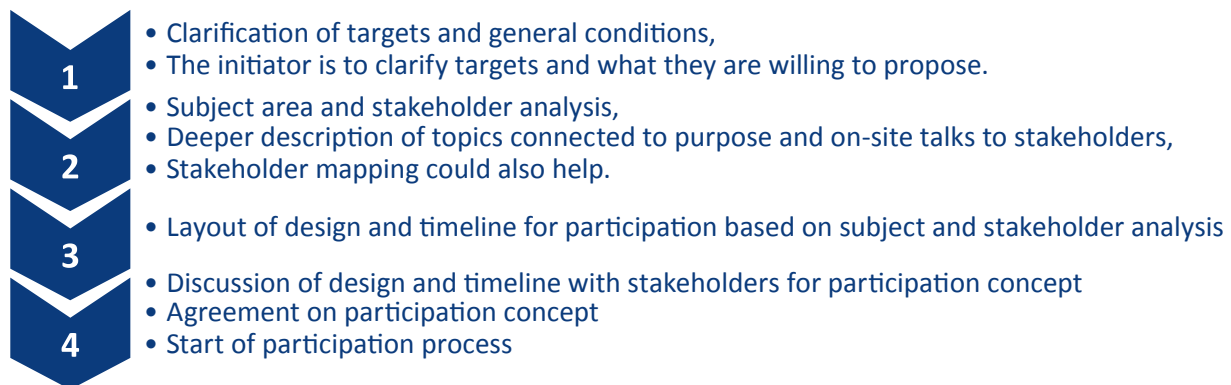 1
• Clarification of targets and general conditions,
• The initiator is to clarify targets and what they are willing to propose.
2
• Subject area and stakeholder analysis,
• Deeper description of topics connected to purpose and on-site talks to stakeholders,
• Stakeholder mapping could also help.
3
• Layout of design and timeline for participation based on subject and stakeholder analysis
4
• Discussion of design and timeline with stakeholders for participation concept
• Agreement on participation concept
• Start of participation process